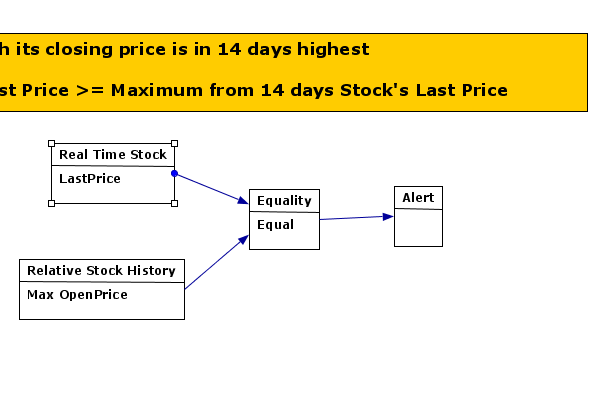 h its closing price is in 14 days highest
st Price >= Maximum from 14 days Stock's Last Price
Real Time Stock
LastPrice
Equality
Equal
Alert
Relative Stock History
Max OpenPrice